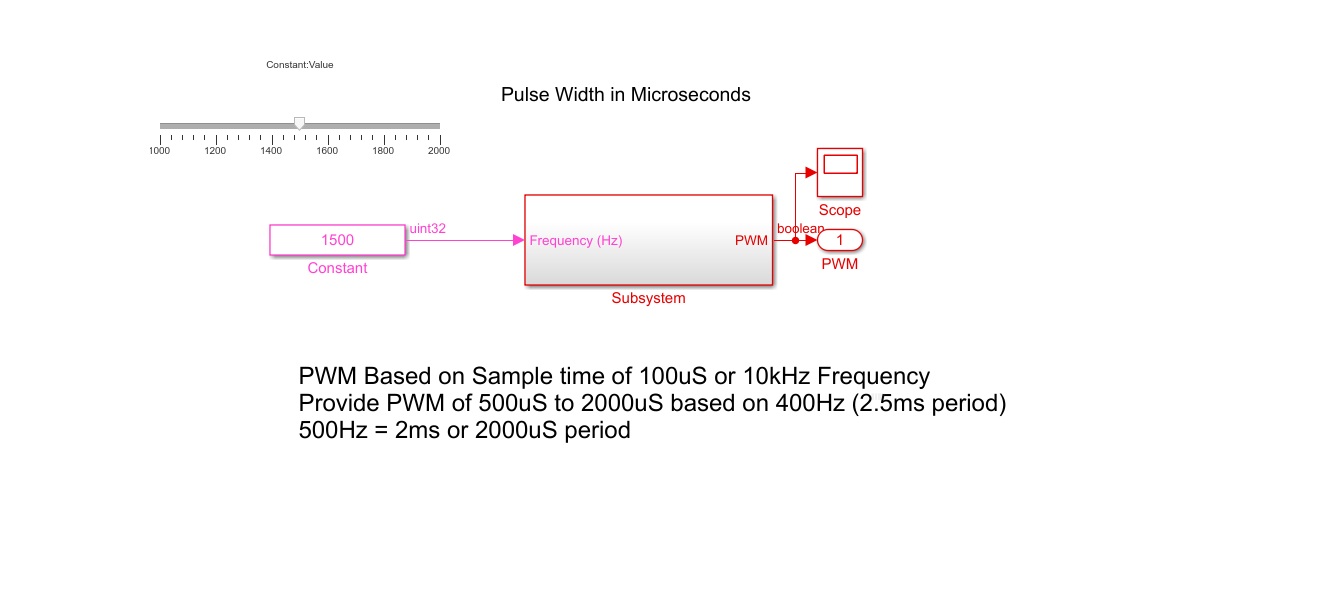 Constant:Value
Pulse Width in Microseconds
1000 1200 1400 1600 1800 2000
Scope
uint32
boolean
1500
Frequency (Hz)
PWM
1
Constant
PWM
Subsystem
PWM Based on Sample time of 100uS or 10kHz Frequency
Provide PWM of 500uS to 2000uS based on 400Hz (2.5ms period)
500Hz = 2ms or 2000uS period